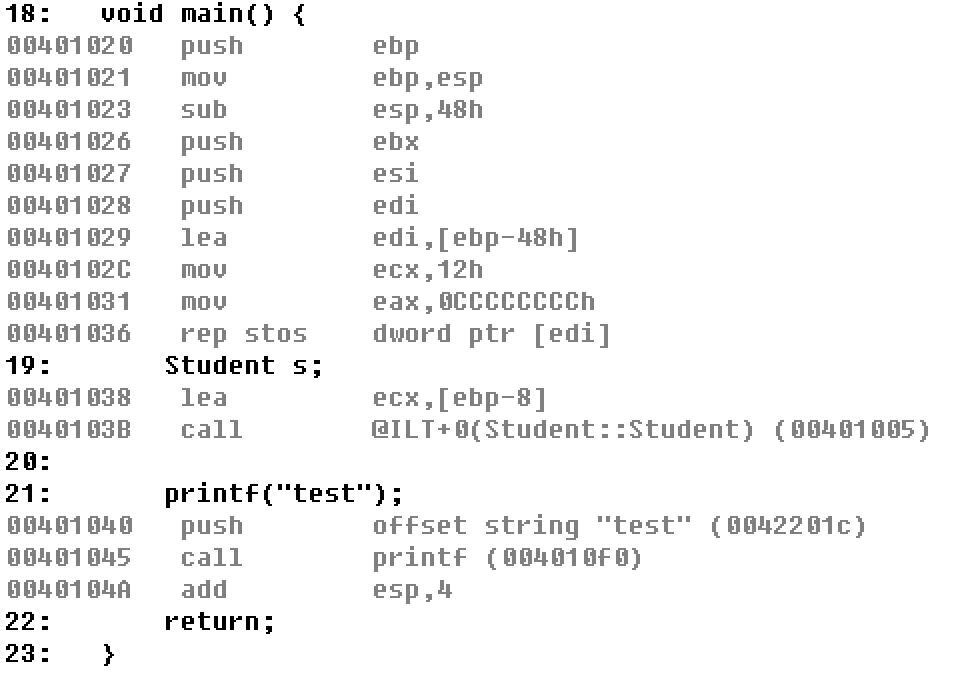 18:   void main() {
00401020   push        ebp
00401021   mov         ebp,esp
00401023   sub         esp,48h
00401026   push        ebx
00401027   push        esi
00401028   push        edi
00401029   lea         edi,[ebp-48h]
0040102C   mov         ecx,12h
00401031   mov         eax,0CCCCCCCCh
00401036   rep stos    dword ptr [edi]
19:       Student s;
00401038   lea         ecx,[ebp-8]
0040103B   call        @ILT+0(Student::Student) (00401005)
20:
21:       printf("test");
00401040   push        offset string "test" (0042201c)
00401045   call        printf (004010f0)
0040104A   add         esp,4
22:       return;
23:   }